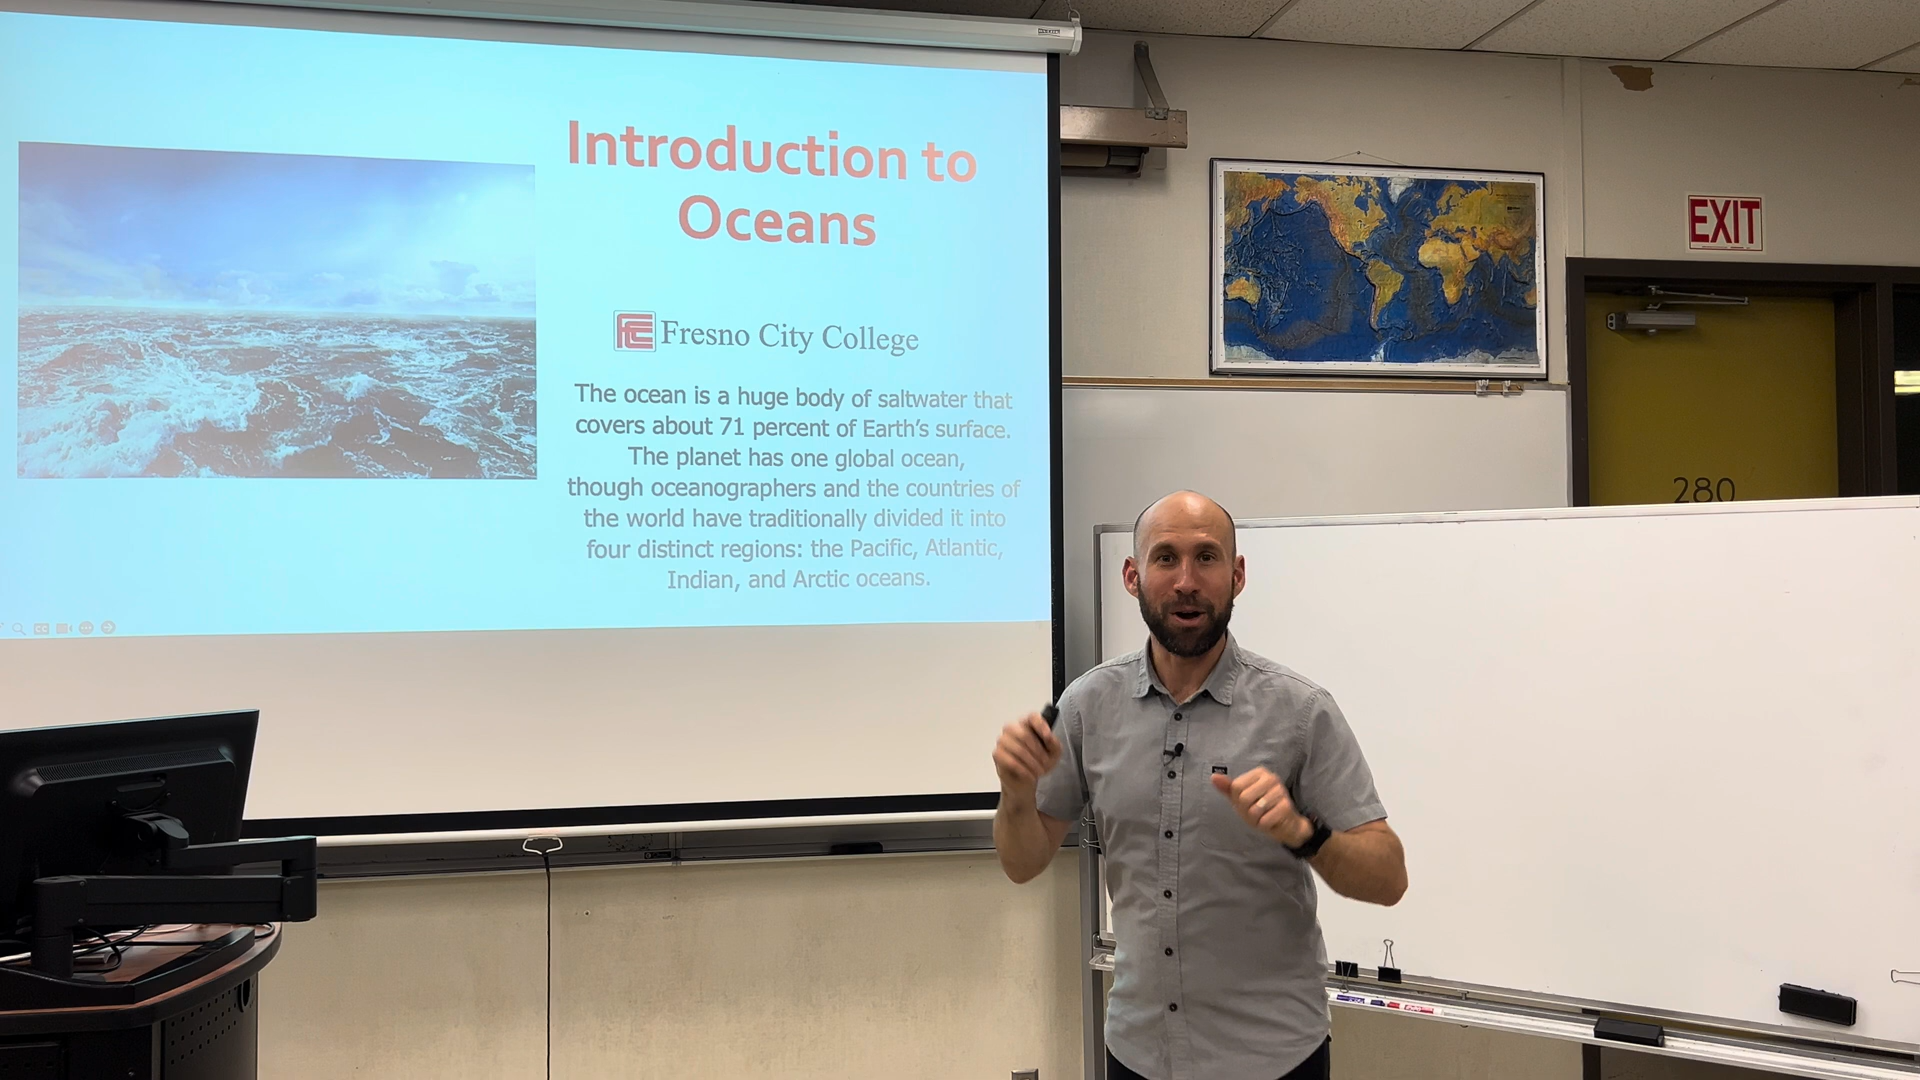 Introduction to
Oceans
FCC Fresno City College
The ocean is a huge body of saltwater that
covers about 71 percent of Earth's surface.
The planet has one global ocean,
though oceanographers and the countries of
the world have traditionally divided it into
four distinct regions: the Pacific, Atlantic,
Indian, and Arctic oceans.
EXIT
280